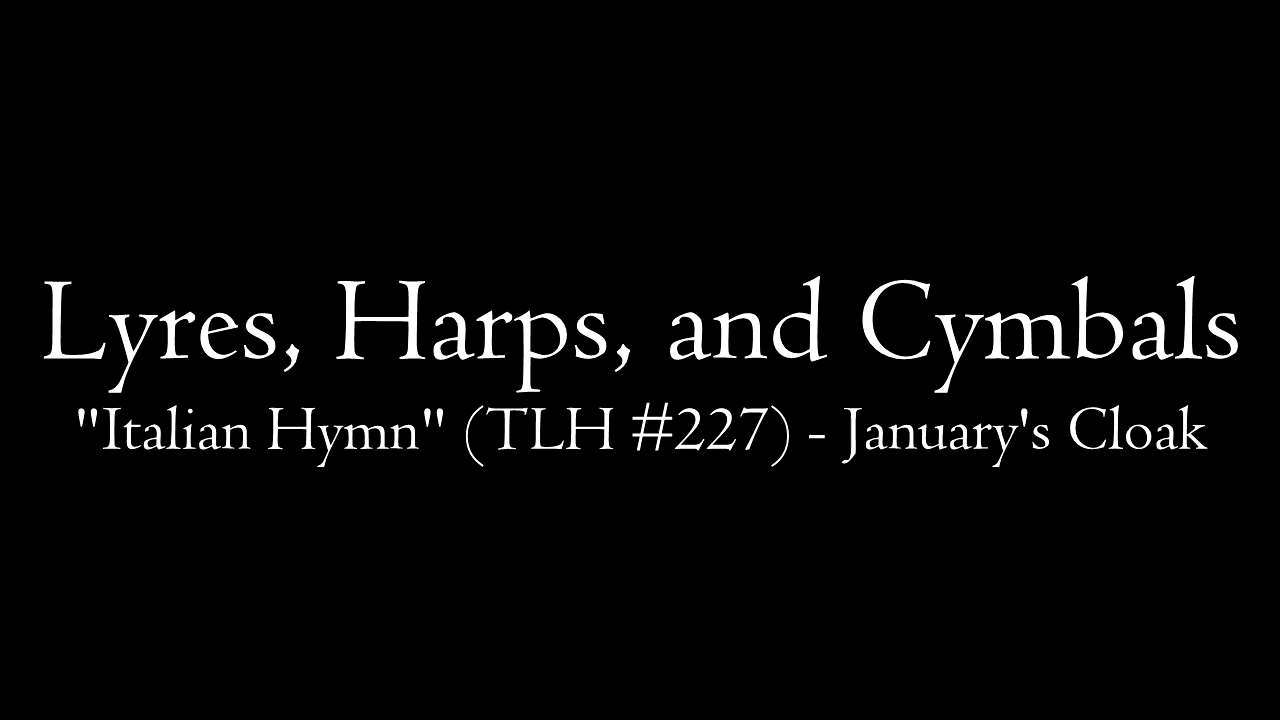 Lyres, Harps, and Cymbals
"Italian Hymn" (TLH #227) - January's Cloak